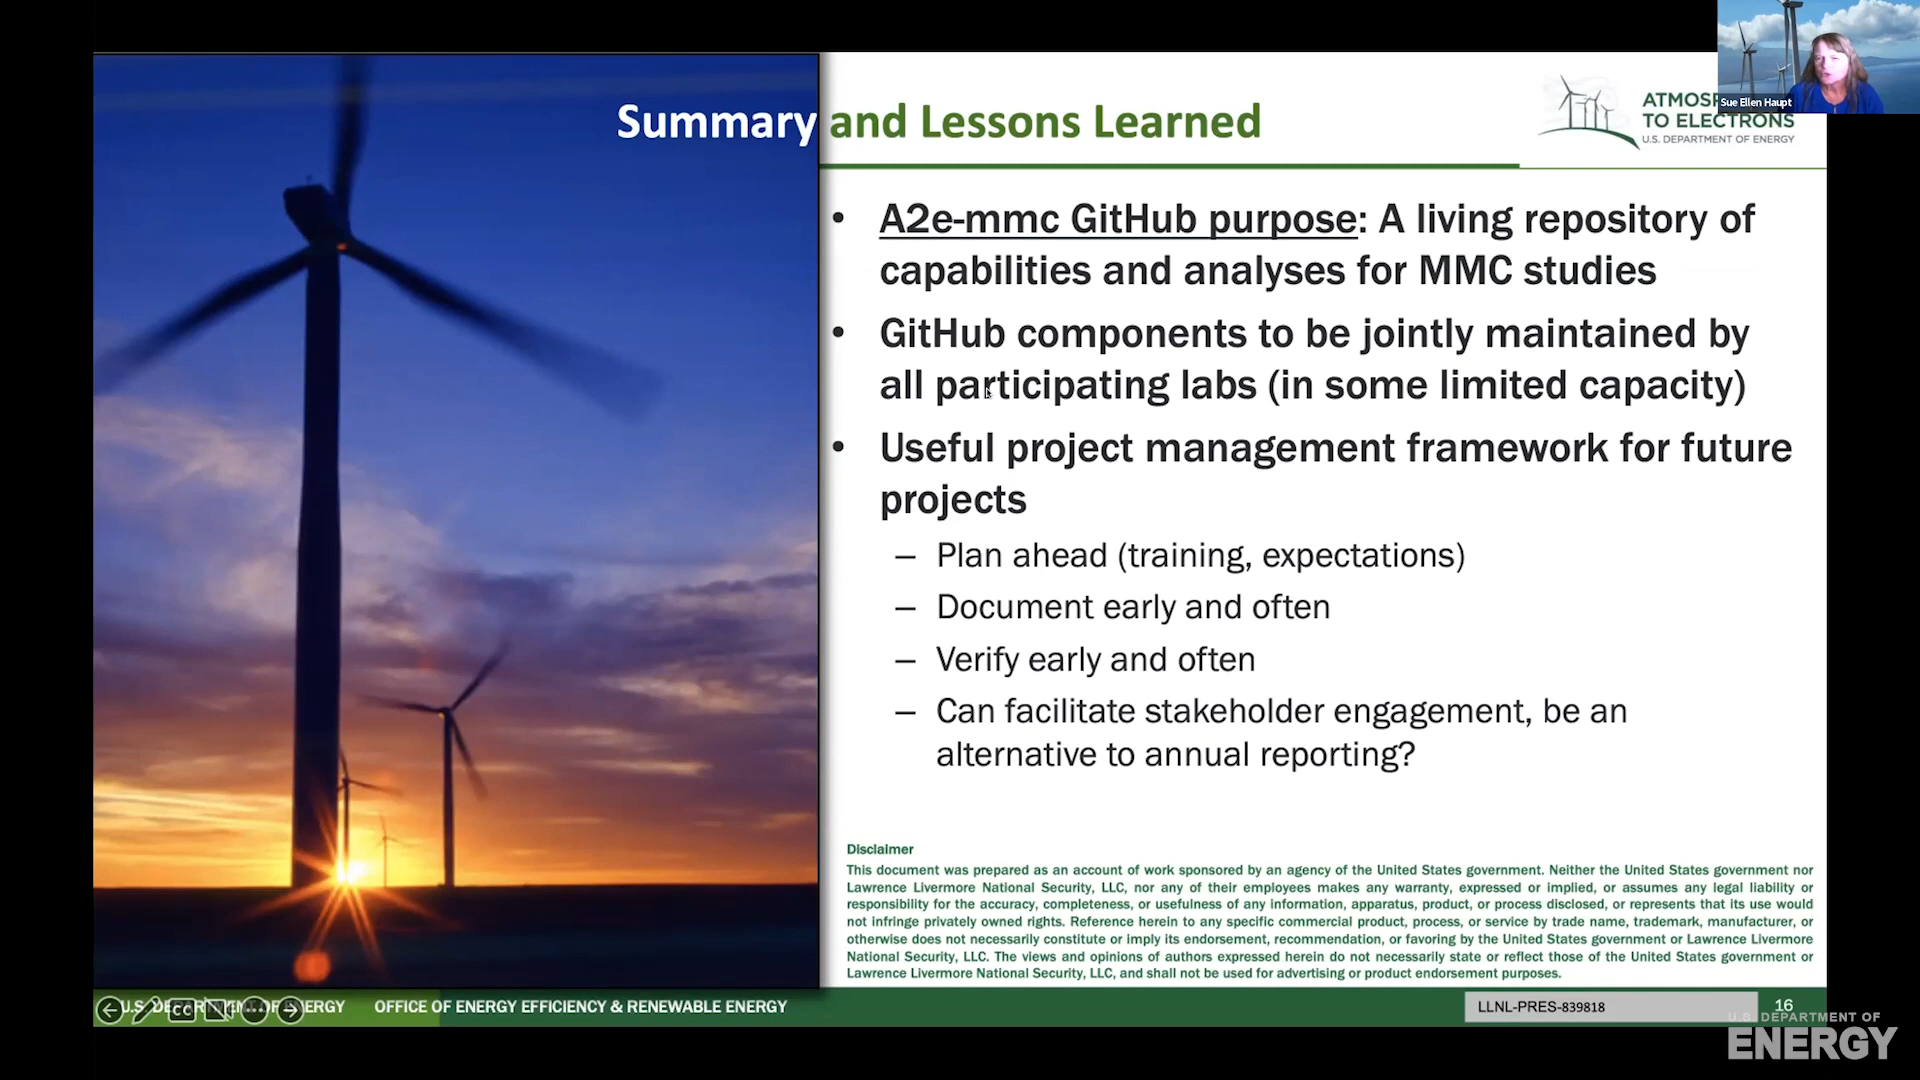 Sue Ellen Haupt
Summary and Lessons Learned
ATMOS
TO ELECTRONS
U.S. DEPARTMENT OF ENERGY
• A2e-mmc GitHub purpose: A living repository of
capabilities and analyses for MMC studies
• GitHub components to be jointly maintained by
all participating labs (in some limited capacity)
• Useful project management framework for future
projects
– Plan ahead (training, expectations)
– Document early and often
– Verify early and often
– Can facilitate stakeholder engagement, be an
alternative to annual reporting?
Disclaimer
This document was prepared as an account of work sponsored by an agency of the United States government. Neither the United States government nor
Lawrence Livermore National Security, LLC, nor any of their employees makes any warranty, expressed or implied, or assumes any legal liability or
responsibility for the accuracy, completeness, or usefulness of any information, apparatus, product, or process disclosed, or represents that its use would
not infringe privately owned rights. Reference herein to any specific commercial product, process, or service by trade name, trademark, manufacturer, or
otherwise does not necessarily constitute or imply its endorsement, recommendation, or favoring by the United States government or Lawrence Livermore
National Security, LLC. The views and opinions of authors expressed herein do not necessarily state or reflect those of the United States government or
Lawrence Livermore National Security, LLC, and shall not be used for advertising or product endorsement purposes.
U.S. DEPARTMENT OF ENERGY OFFICE OF ENERGY EFFICIENCY & RENEWABLE ENERGY
CC
LLNL-PRES-839818
16
U.S. DEPARTMENT OF
ENERGY